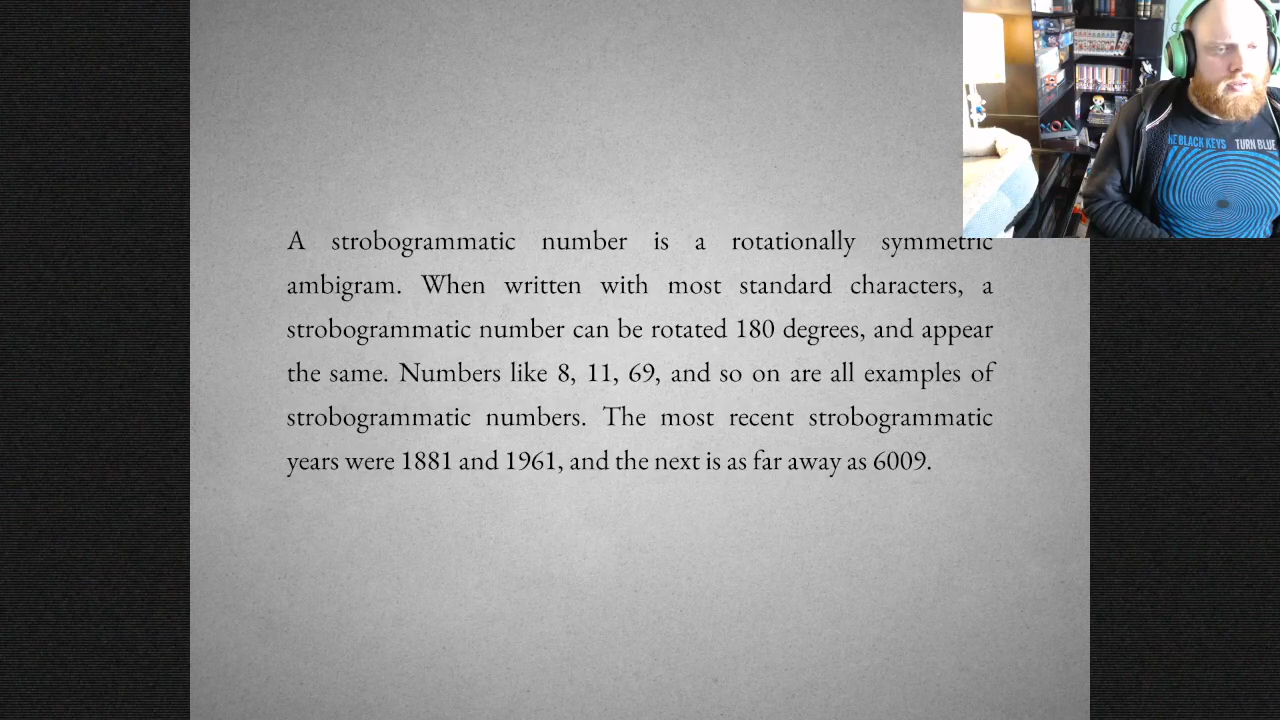 A strobogrammatic number is a rotationally symmetric
ambigram. When written with most standard characters, a
strobogrammatic number can be rotated 180 degrees, and appear
the same. Numbers like 8, 11, 69, and so on are all examples of
strobogrammatic numbers. The most recent strobogrammatic
years were 1881 and 1961, and the next is as far away as 6009.
BLACK KEYS TURN BLUE